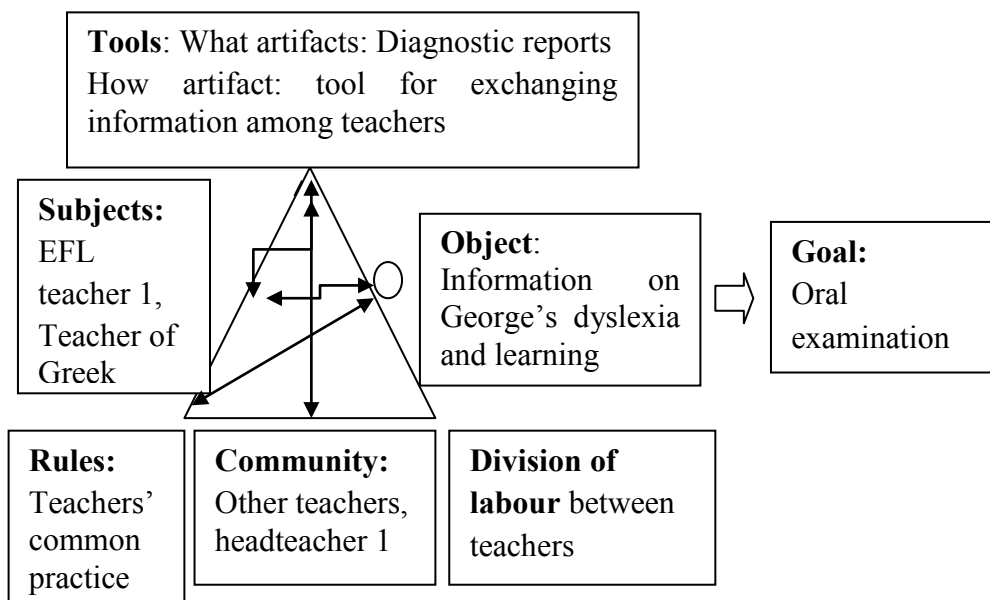 Tools: What artifacts: Diagnostic reports
How artifact: tool for exchanging
information among teachers
Subjects:
EFL
teacher 1,
Teacher of
Greek
Object:
Information on
George’s dyslexia
and learning
Goal:
Oral
examination
Rules:
Teachers’
common
practice
Community:
Other teachers,
headteacher 1
Division of
labour between
teachers